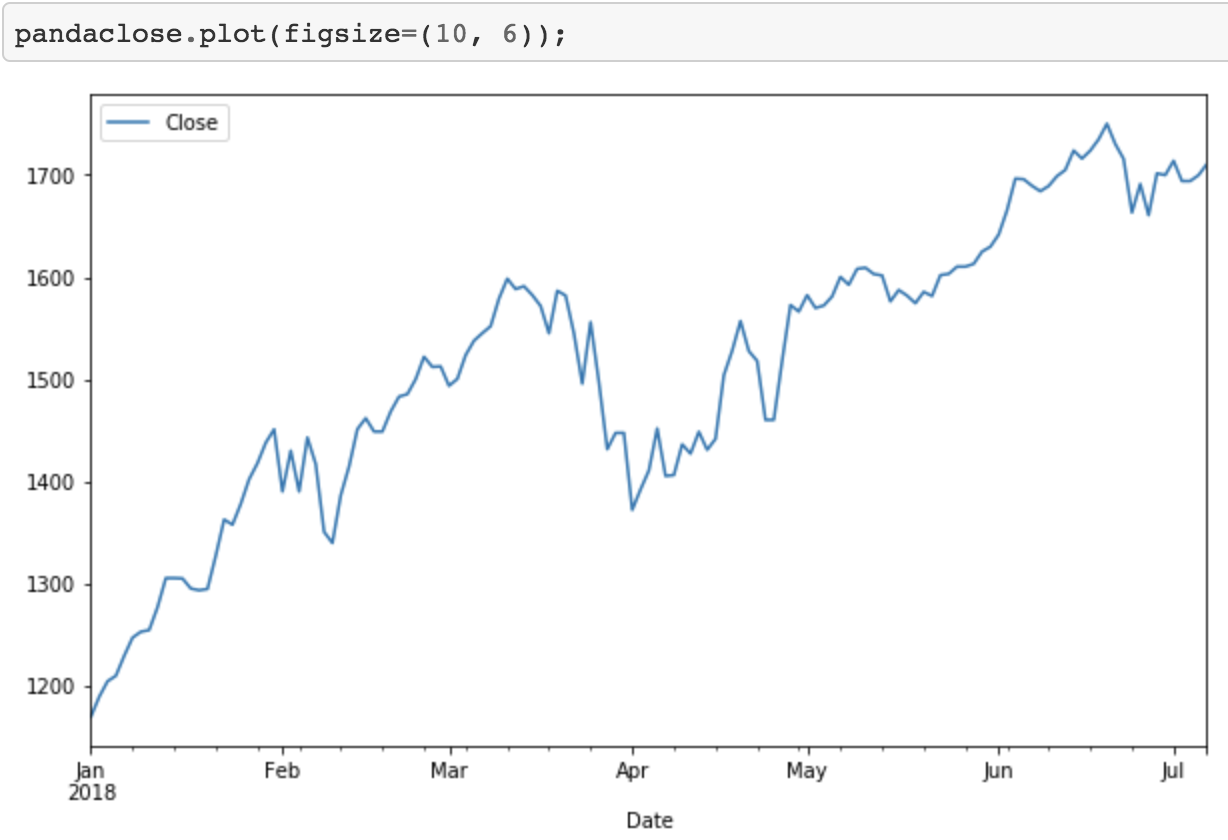 pandaclose.plot(figsize=(10, 6));
Close
1700
1600
1500
1400
1300
1200
Jan Feb Mar Apr May Jun Jul
2018
Date